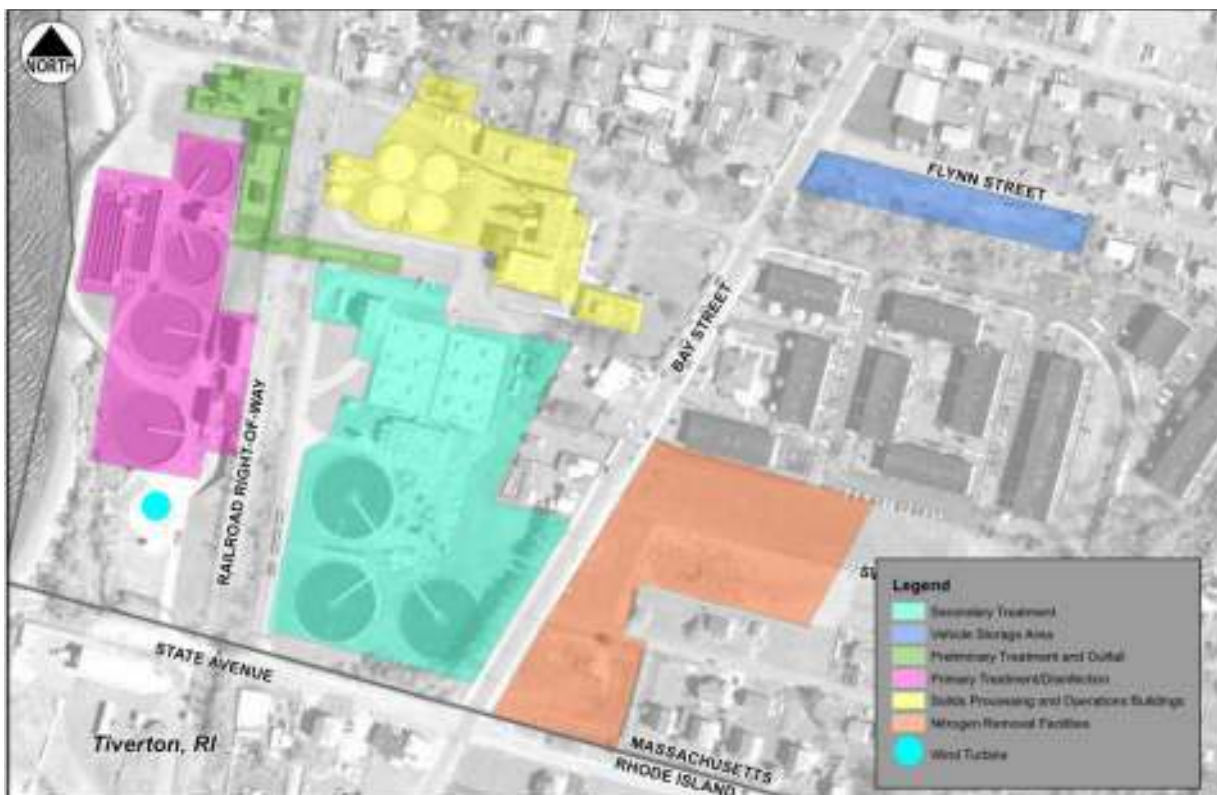 NORTH
FLYNN STREET
BAY STREET
RAILROAD RIGHT-OF-WAY
STATE AVENUE
Tiverton, RI
MASSACHUSETTS
RHODE ISLAND
Legend
Secondary Treatment
Vehicle Storage Area
Preliminary Treatment and Outfall
Primary Treatment/Disinfection
Solids Processing and Operations Buildings
Nitrogen Removal Facilities
Wind Turbine